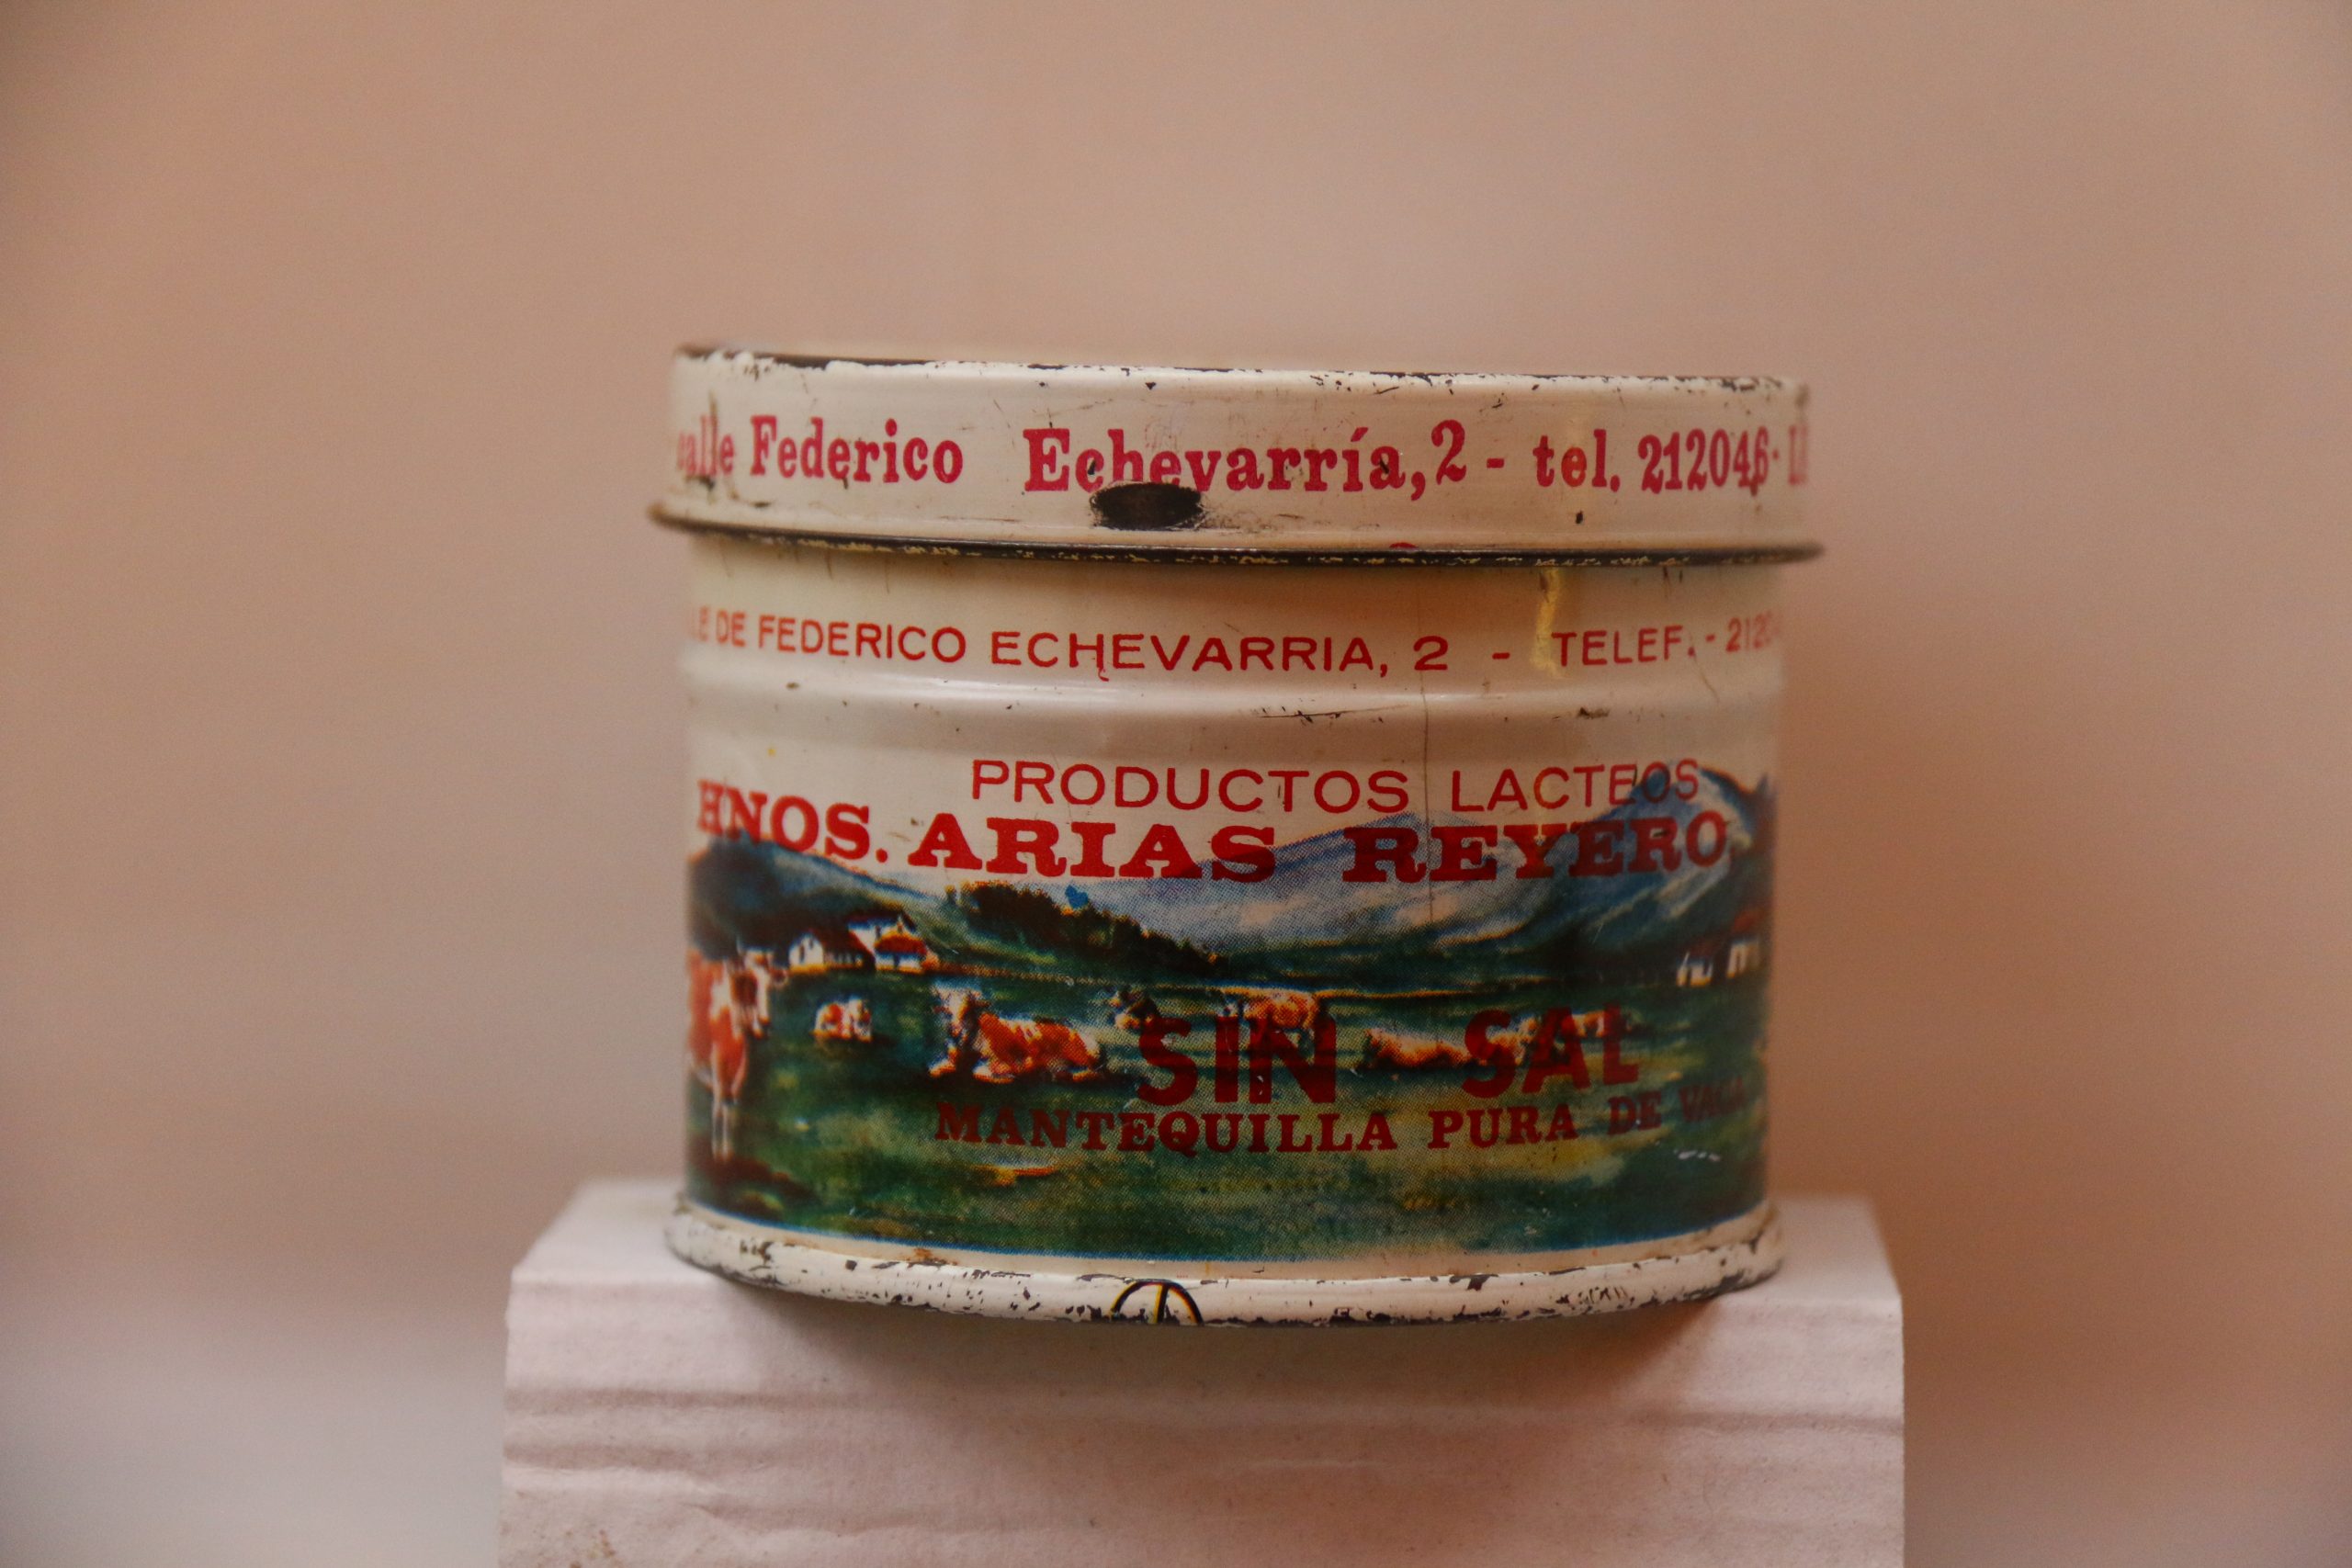 calle Federico Echevarría, 2 - tel. 212046 -
DE FEDERICO ECHEVARRIA, 2 - TELEF. - 2120
PRODUCTOS LACTEOS
HNOS. ARIAS REYERO
SIN SAL
MANTEQUILLA PURA DE